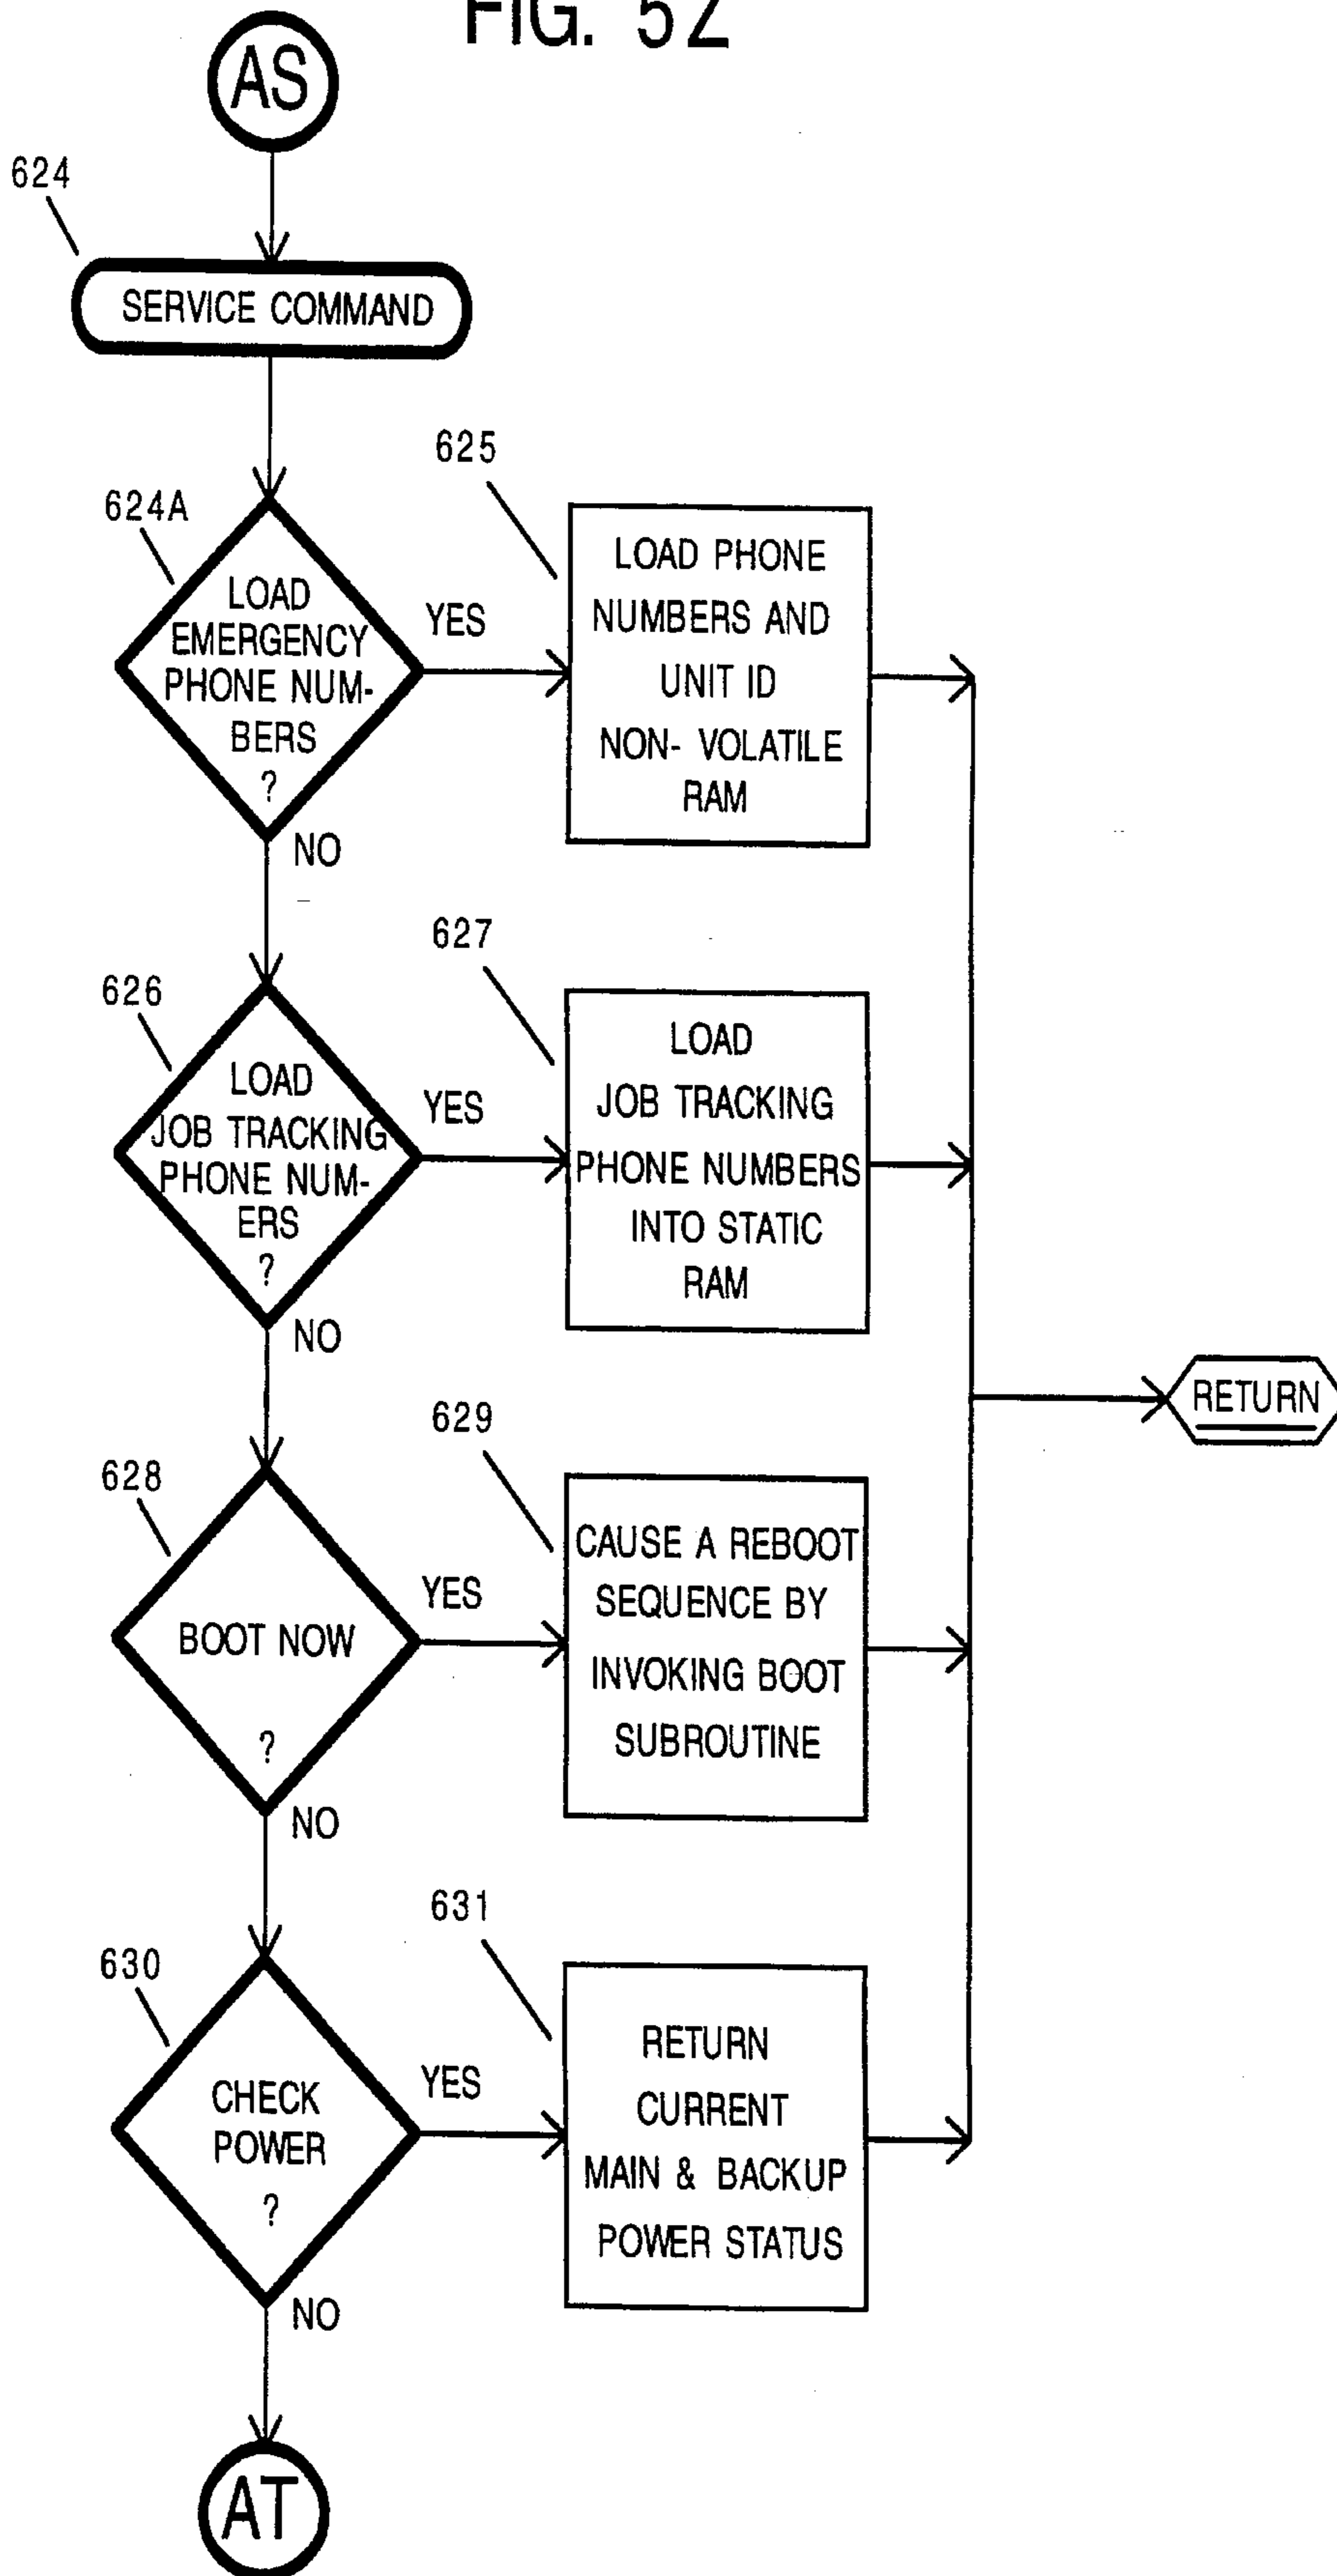 FIG. 5Z
AS
624
SERVICE COMMAND
624A
LOAD
EMERGENCY
PHONE NUM-
BERS
?
YES
NO
625
LOAD PHONE
NUMBERS AND
UNIT ID
NON- VOLATILE
RAM
626
LOAD
JOB TRACKING
PHONE NUM-
ERS
?
YES
NO
627
LOAD
JOB TRACKING
PHONE NUMBERS
INTO STATIC
RAM
RETURN
628
BOOT NOW
?
YES
NO
629
CAUSE A REBOOT
SEQUENCE BY
INVOKING BOOT
SUBROUTINE
630
CHECK
POWER
?
YES
NO
631
RETURN
CURRENT
MAIN & BACKUP
POWER STATUS
AT